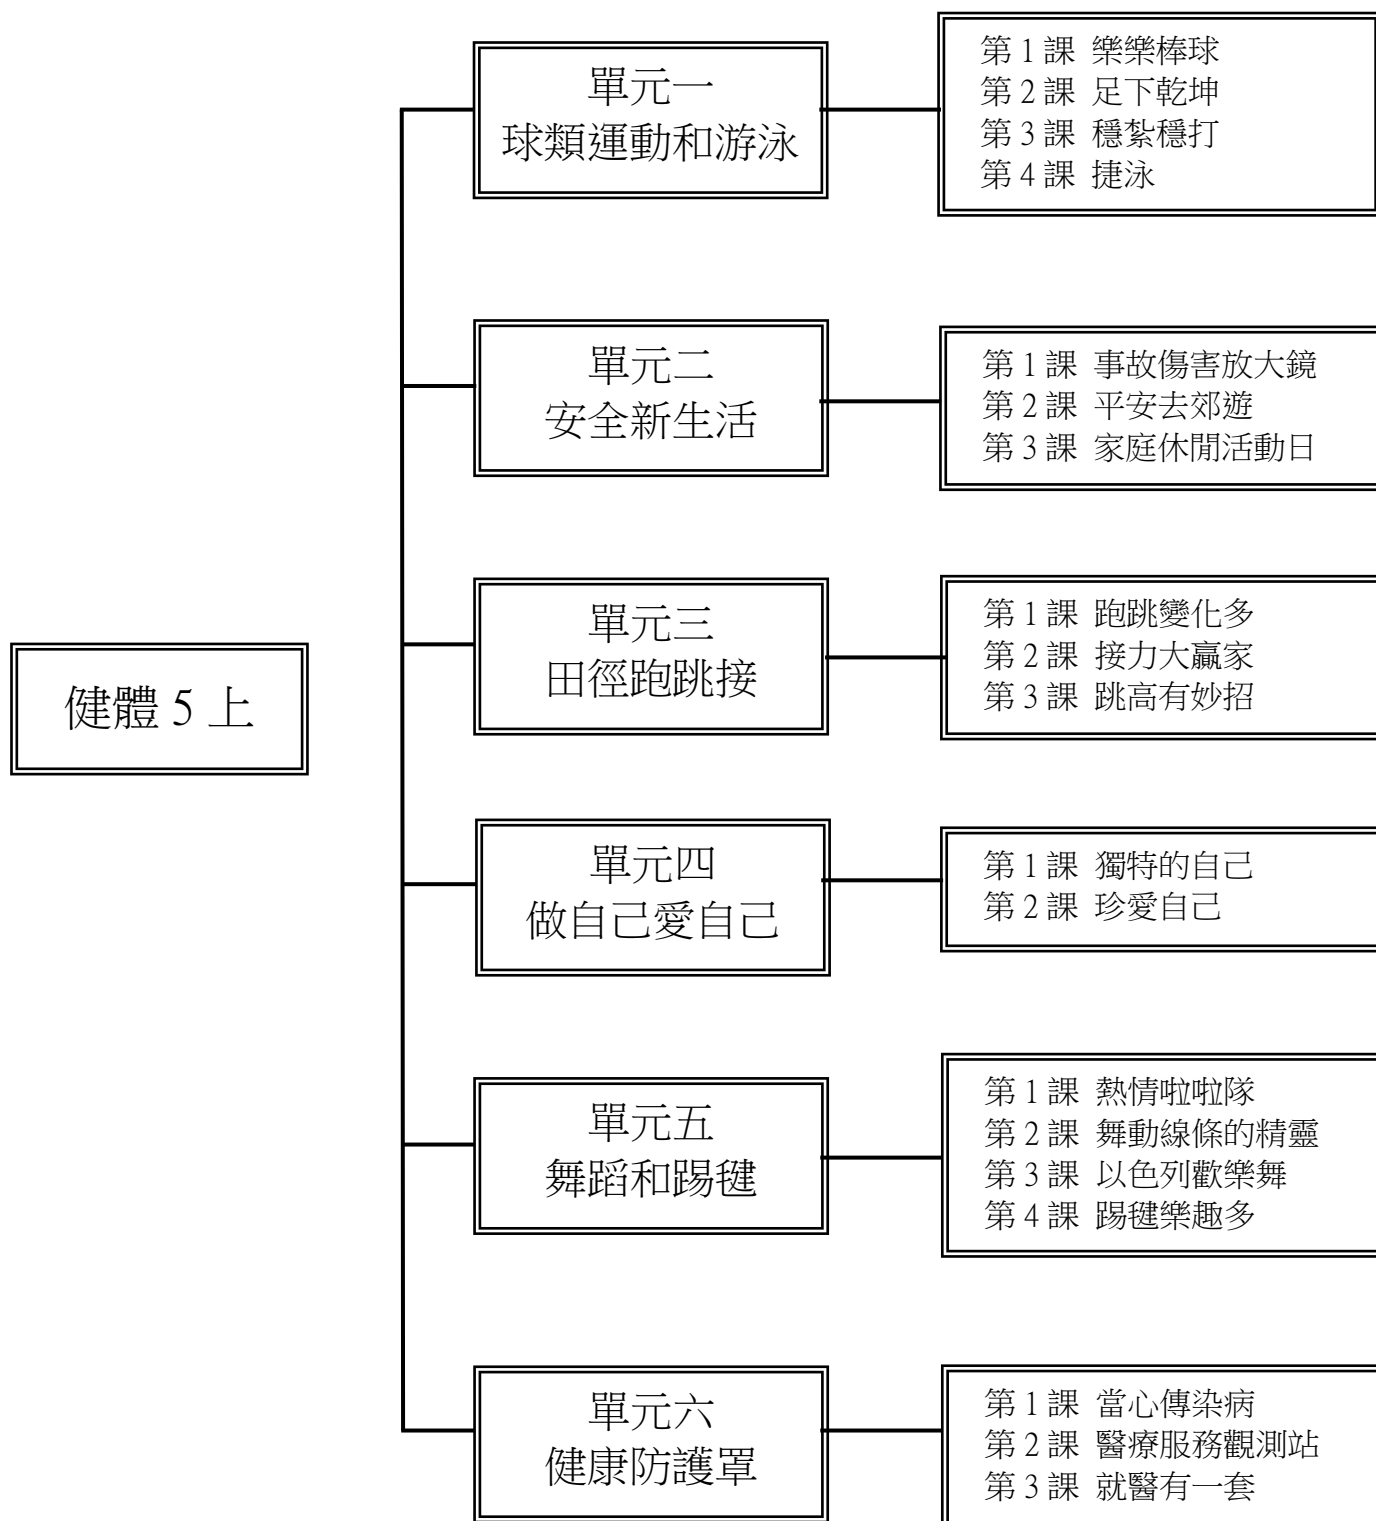 健體 5 上
單元一
球類運動和游泳
第 1 課 樂樂棒球
第 2 課 足下乾坤
第 3 課 穩紮穩打
第 4 課 捷泳
單元二
安全新生活
第 1 課 事故傷害放大鏡
第 2 課 平安去郊遊
第 3 課 家庭休閒活動日
單元三
田徑跑跳接
第 1 課 跑跳變化多
第 2 課 接力大贏家
第 3 課 跳高有妙招
單元四
做自己愛自己
第 1 課 獨特的自己
第 2 課 珍愛自己
單元五
舞蹈和踢毽
第 1 課 熱情啦啦隊
第 2 課 舞動線條的精靈
第 3 課 以色列歡樂舞
第 4 課 踢毽樂趣多
單元六
健康防護罩
第 1 課 當心傳染病
第 2 課 醫療服務觀測站
第 3 課 就醫有一套